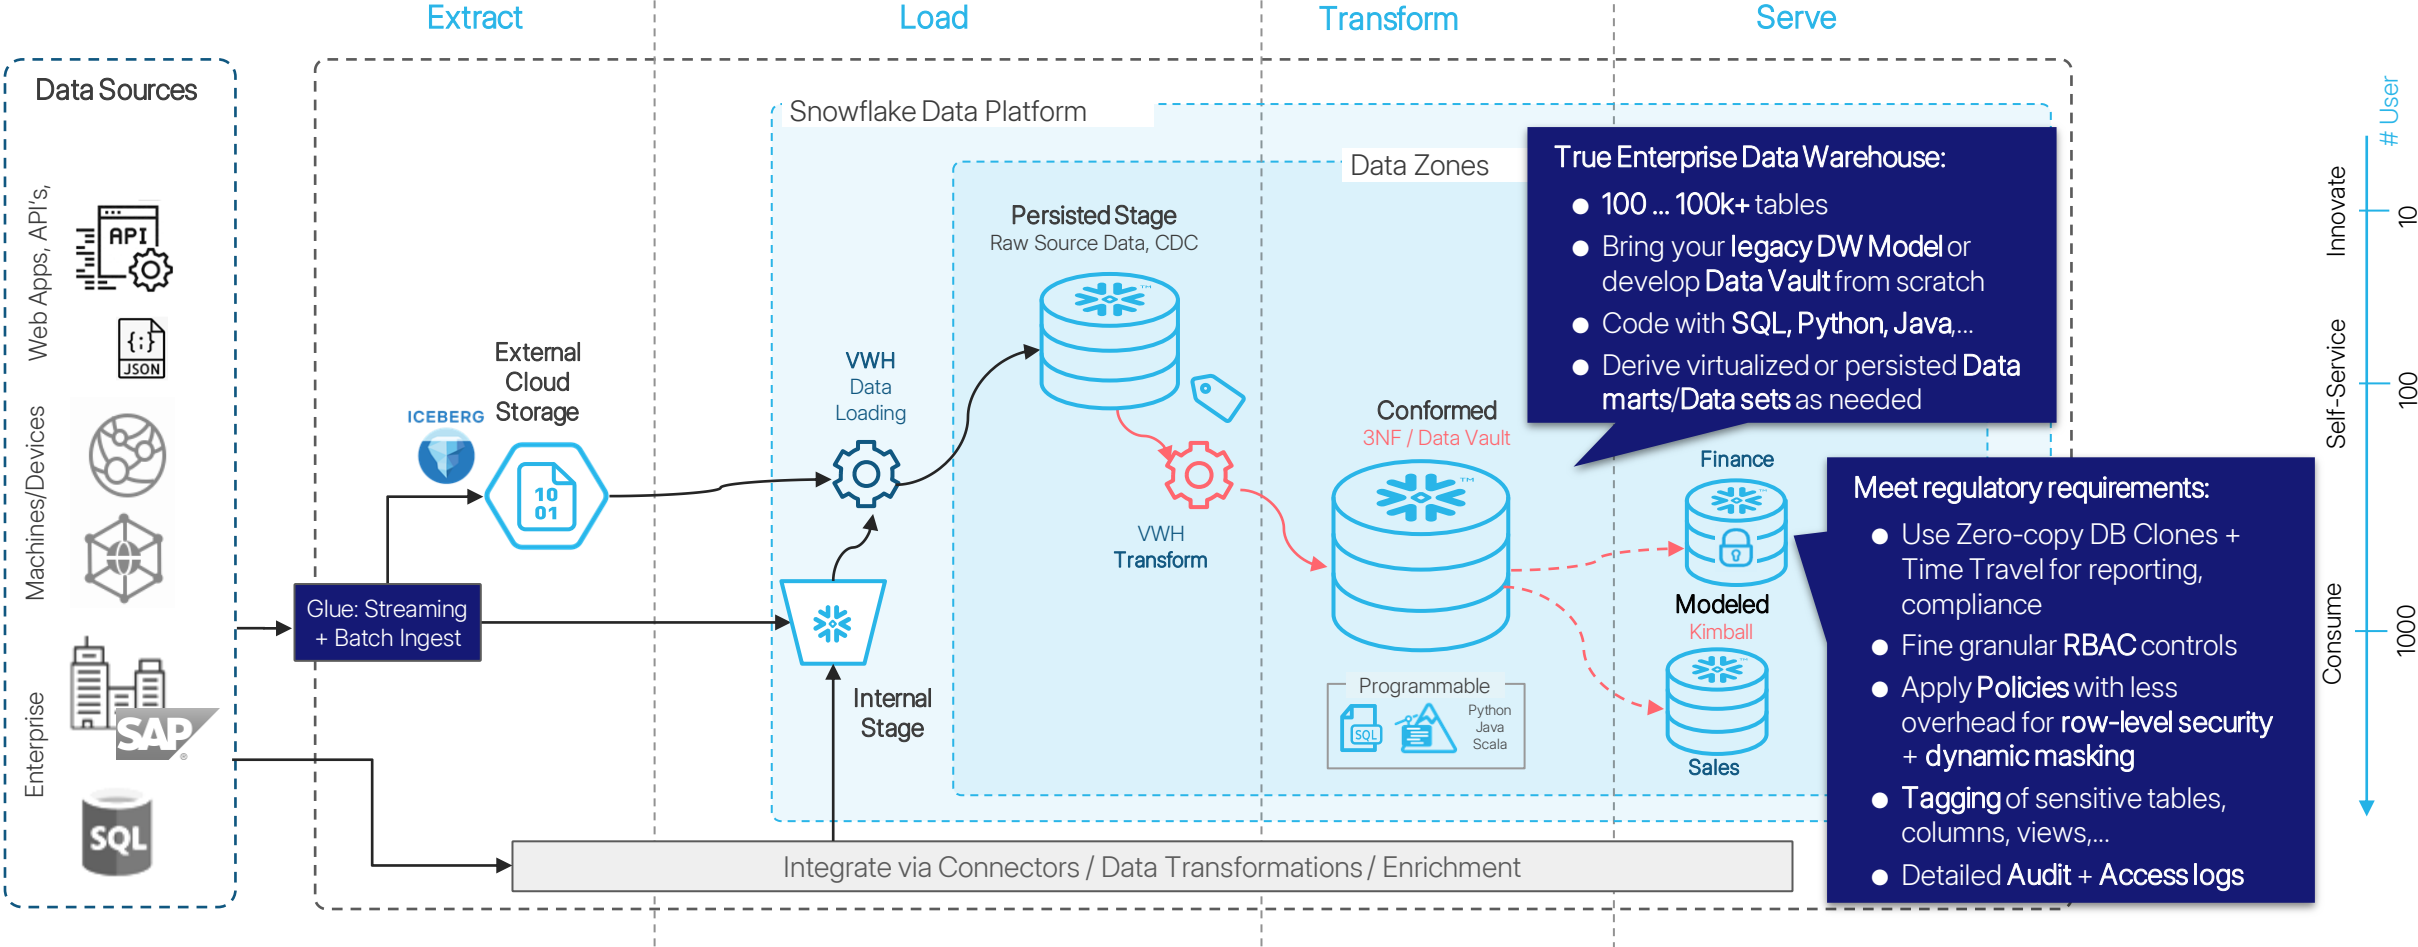 Extract
Load
Transform
Serve
Data Sources
Web Apps, API's,
API
{;}
JSON
Machines/Devices
Enterprise
SAP
®
SQL
Glue: Streaming
+ Batch Ingest
ICEBERG
External
Cloud
Storage
10
01
Snowflake Data Platform
VWH
Data
Loading
Internal
Stage
Data Zones
Persisted Stage
Raw Source Data, CDC
TM
VWH
Transform
Conformed
3NF / Data Vault
TM
Programmable
SQL
Python
Java
Scala
Finance
TM
Modeled
Kimball
TM
Sales
Integrate via Connectors / Data Transformations / Enrichment
True Enterprise Data Warehouse:
● 100 ... 100k+ tables
● Bring your legacy DW Model or
develop Data Vault from scratch
● Code with SQL, Python, Java,...
● Derive virtualized or persisted Data
marts/Data sets as needed
Meet regulatory requirements:
● Use Zero-copy DB Clones +
Time Travel for reporting,
compliance
● Fine granular RBAC controls
● Apply Policies with less
overhead for row-level security
+ dynamic masking
● Tagging of sensitive tables,
columns, views,...
● Detailed Audit + Access logs
# User
Innovate
10
Self-Service
100
Consume
1000